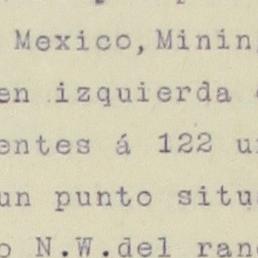 Mexico, Minin
en izquierda
entes á 122 u
un punto situ
o N.W.del ran